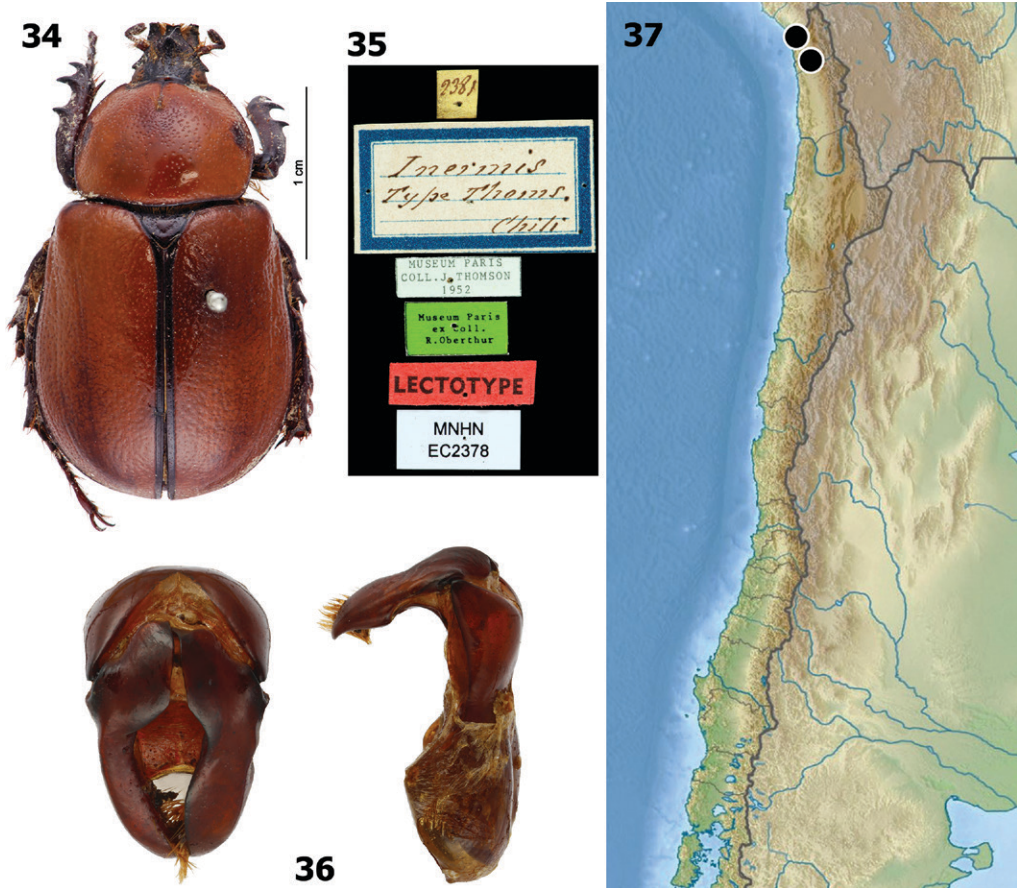 34
35
37
1 cm
2381
Inermis
Type Thoms.
Chili
MUSEUM PARIS
COLL. J. THOMSON
1952
Museum Paris
ex Coll.
R. Oberthur
LECTOTYPE
MNHN
EC2378
36